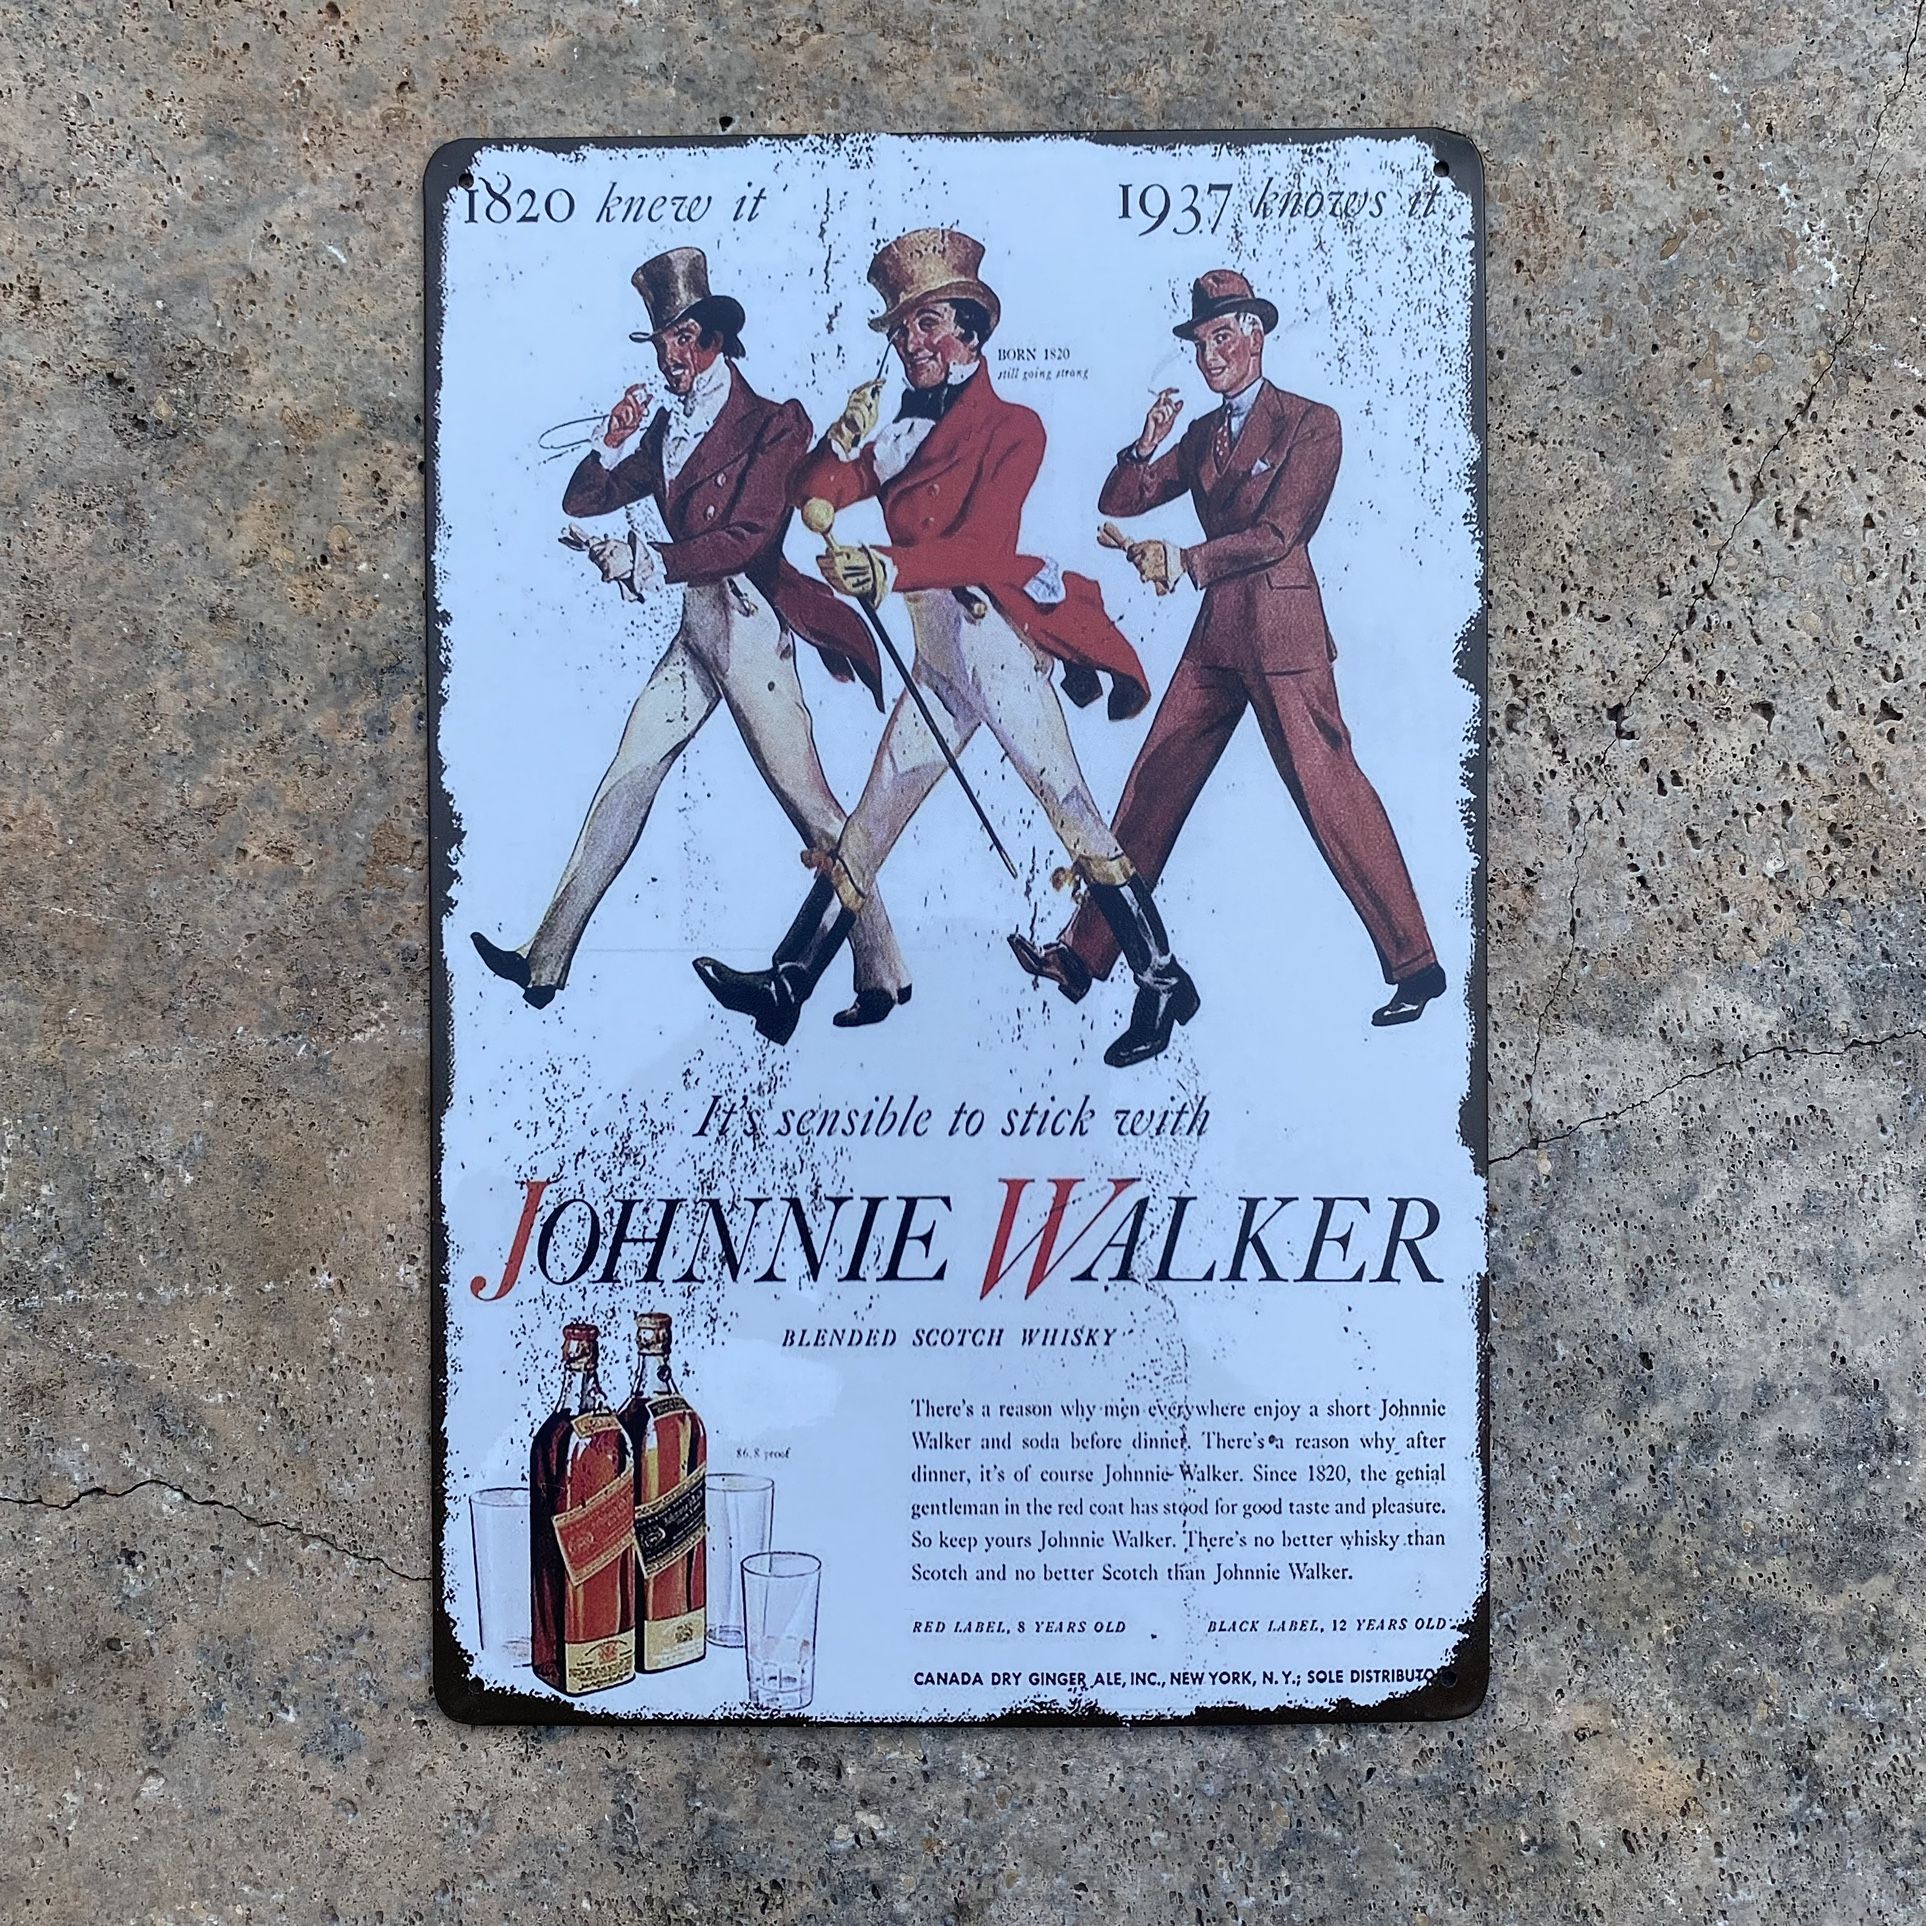 1820 knew it
1937 knows it
BORN 1820
still going strong
It's sensible to stick with
JOHNNIE WALKER
BLENDED SCOTCH WHISKY
86.8 proof
There's a reason why men everywhere enjoy a short Johnnie
Walker and soda before dinner. There's a reason why after
dinner, it's of course Johnnie Walker. Since 1820, the genial
gentleman in the red coat has stood for good taste and pleasure.
So keep yours Johnnie Walker. There's no better whisky than
Scotch and no better Scotch than Johnnie Walker.
RED LABEL, 8 YEARS OLD
BLACK LABEL, 12 YEARS OLD
CANADA DRY GINGER ALE, INC., NEW YORK, N. Y.; SOLE DISTRIBUTO